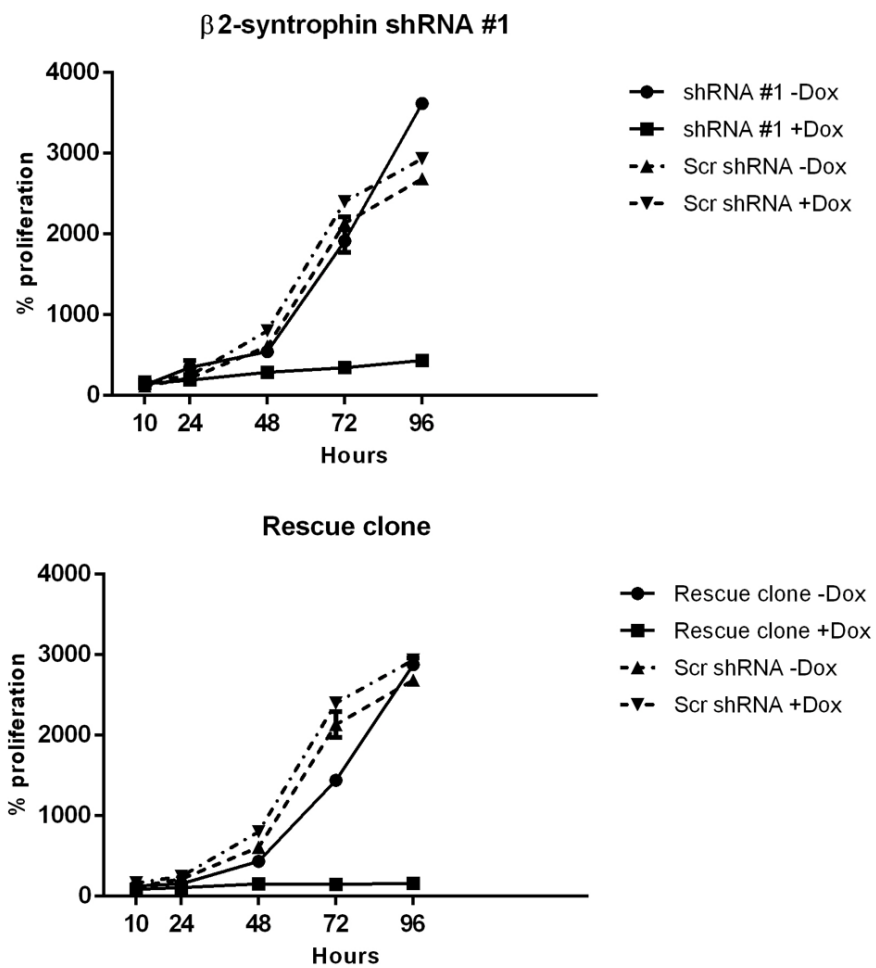 β2-syntrophin shRNA #1
4000
3000
2000
1000
0
% proliferation
10 24 48 72 96
Hours
shRNA #1 -Dox
shRNA #1 +Dox
Scr shRNA -Dox
Scr shRNA +Dox
Rescue clone
4000
3000
2000
1000
0
% proliferation
10 24 48 72 96
Hours
Rescue clone -Dox
Rescue clone +Dox
Scr shRNA -Dox
Scr shRNA +Dox